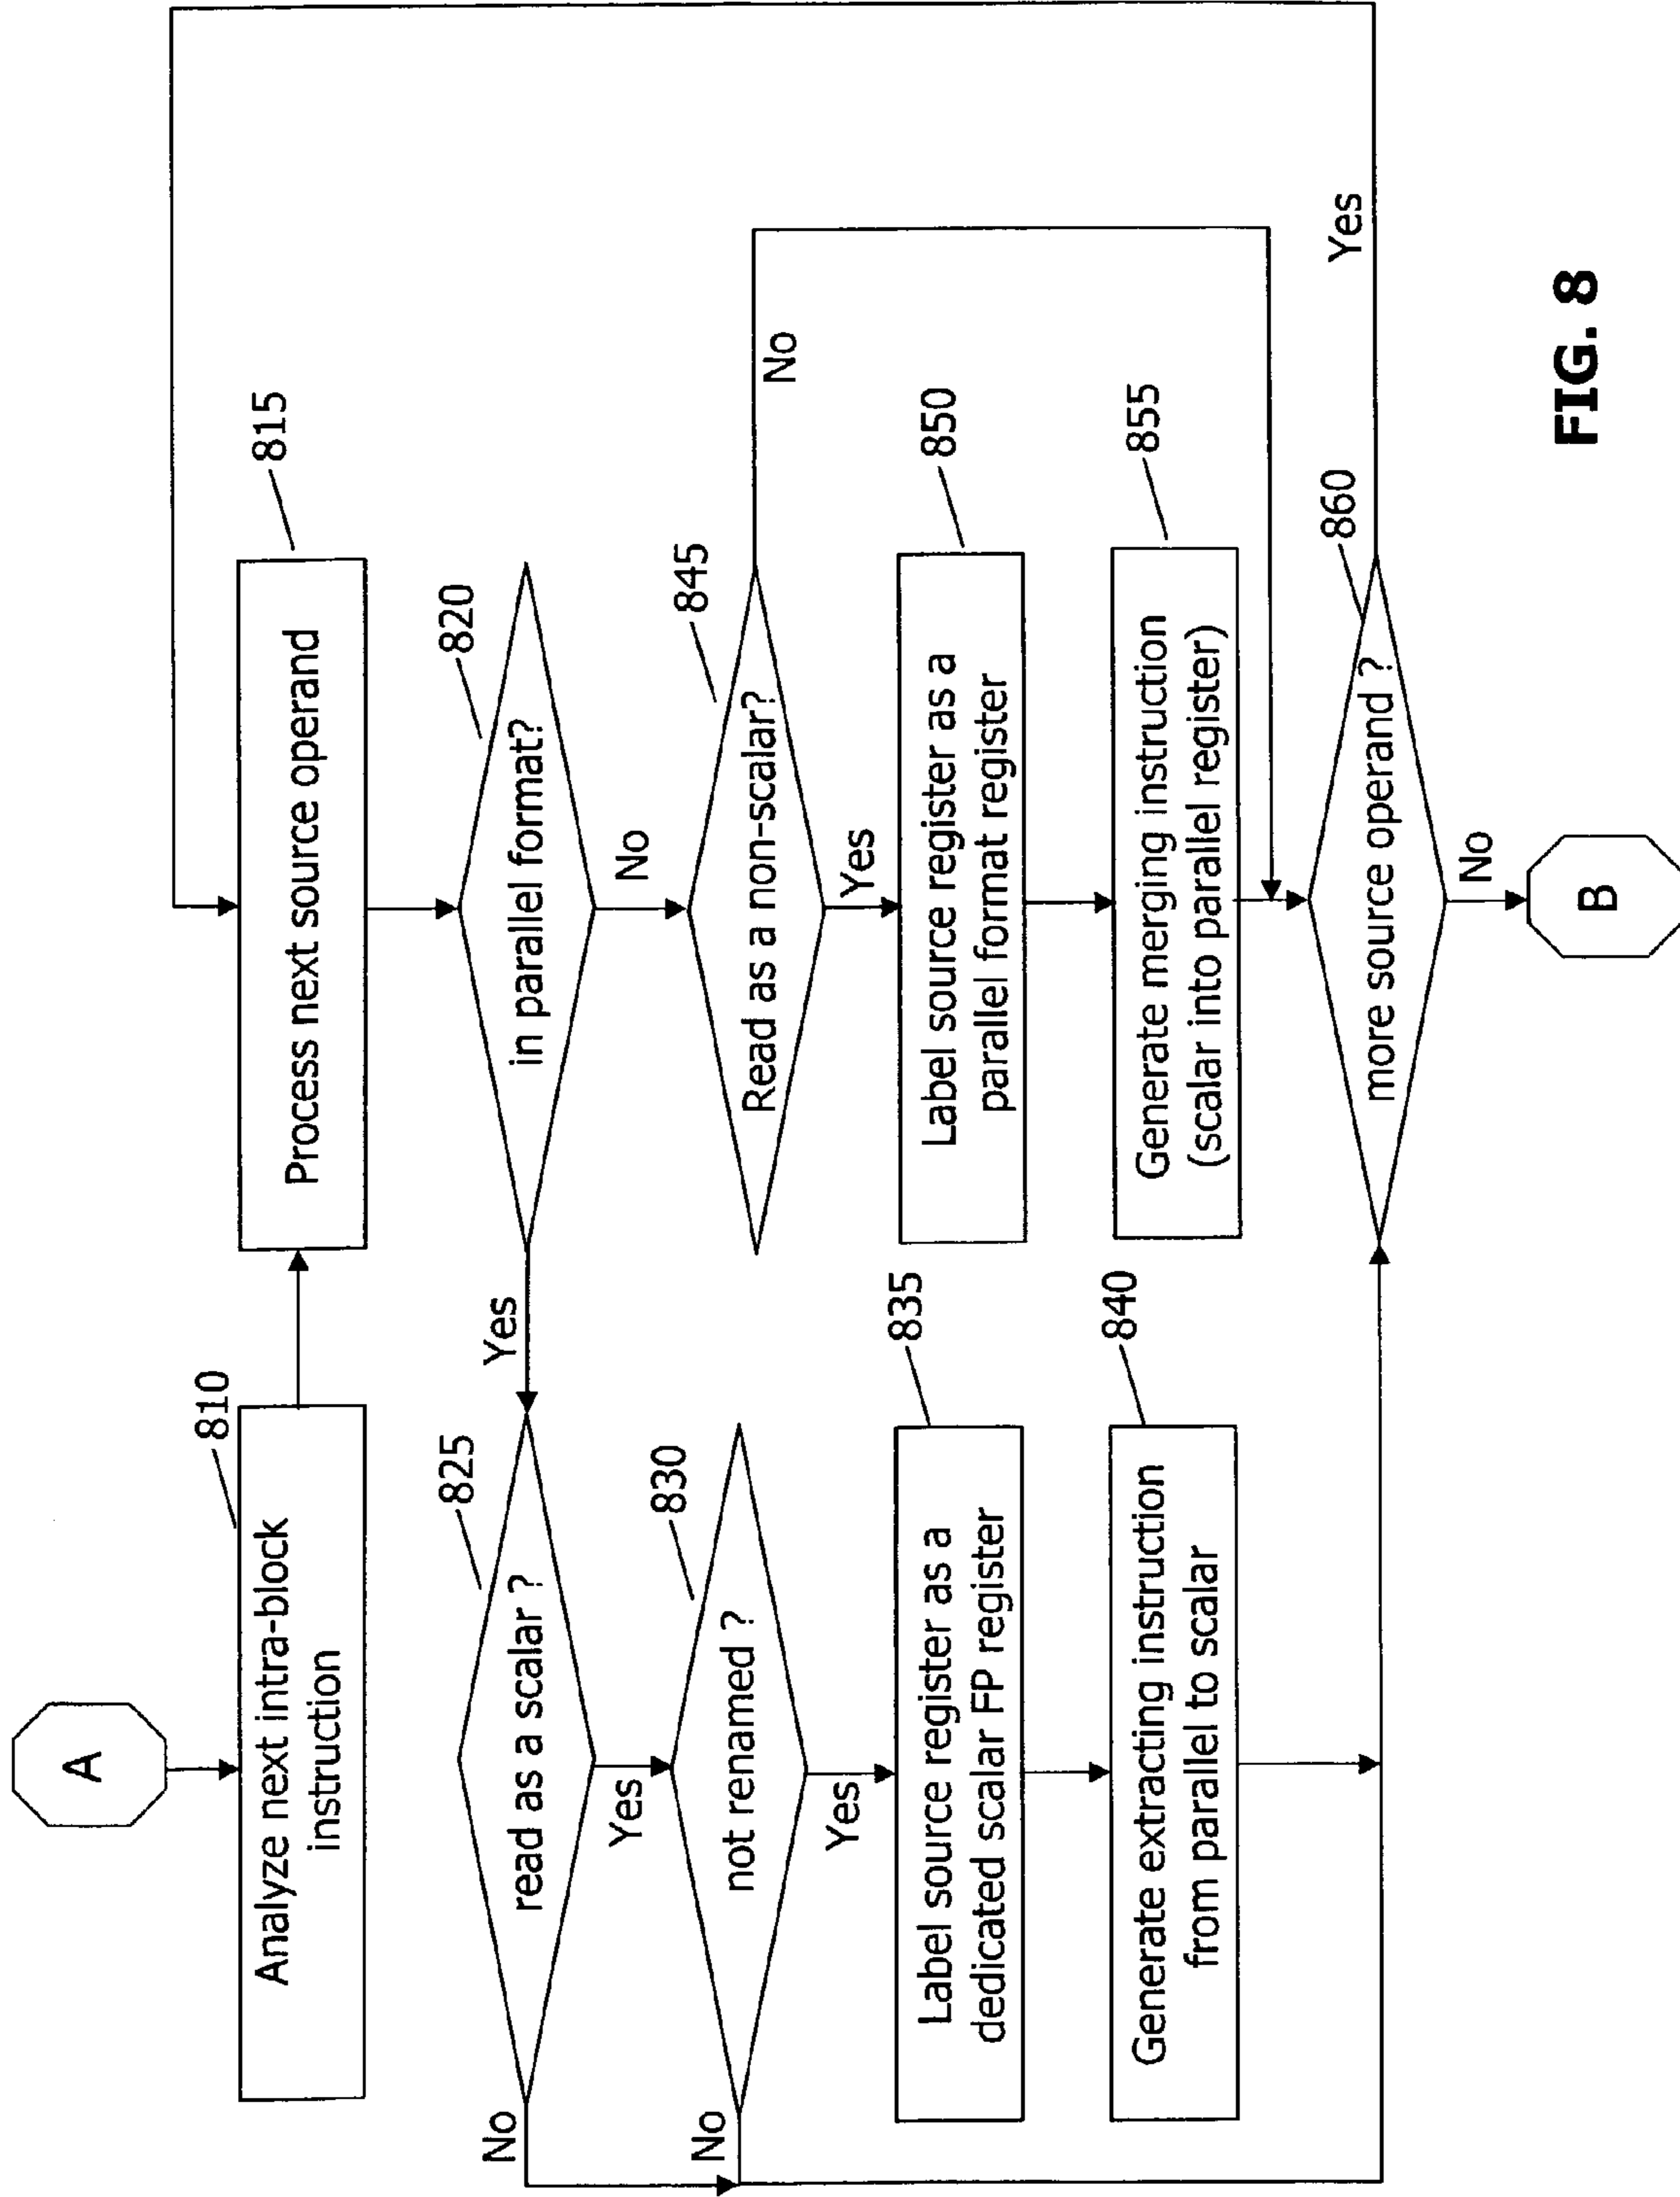 A
810
Analyze next intra-block
instruction
815
Process next source operand
820
in parallel format?
Yes
No
825
read as a scalar ?
No
Yes
830
not renamed ?
No
Yes
835
Label source register as a
dedicated scalar FP register
840
Generate extracting instruction
from parallel to scalar
845
Read as a non-scalar?
No
Yes
850
Label source register as a
parallel format register
855
Generate merging instruction
(scalar into parallel register)
860
more source operand ?
Yes
No
B
FIG. 8